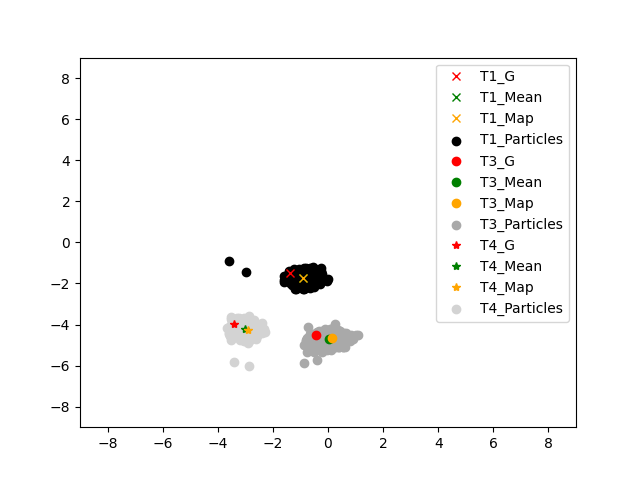 8
6
4
2
0
−2
−4
−6
−8
−8 −6 −4 −2 0 2 4 6 8
T1_G
T1_Mean
T1_Map
T1_Particles
T3_G
T3_Mean
T3_Map
T3_Particles
T4_G
T4_Mean
T4_Map
T4_Particles